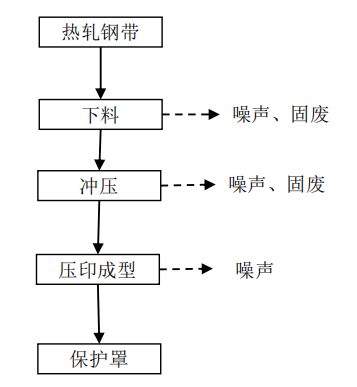 热轧钢带
下料
噪声、固废
冲压
噪声、固废
压印成型
噪声
保护罩